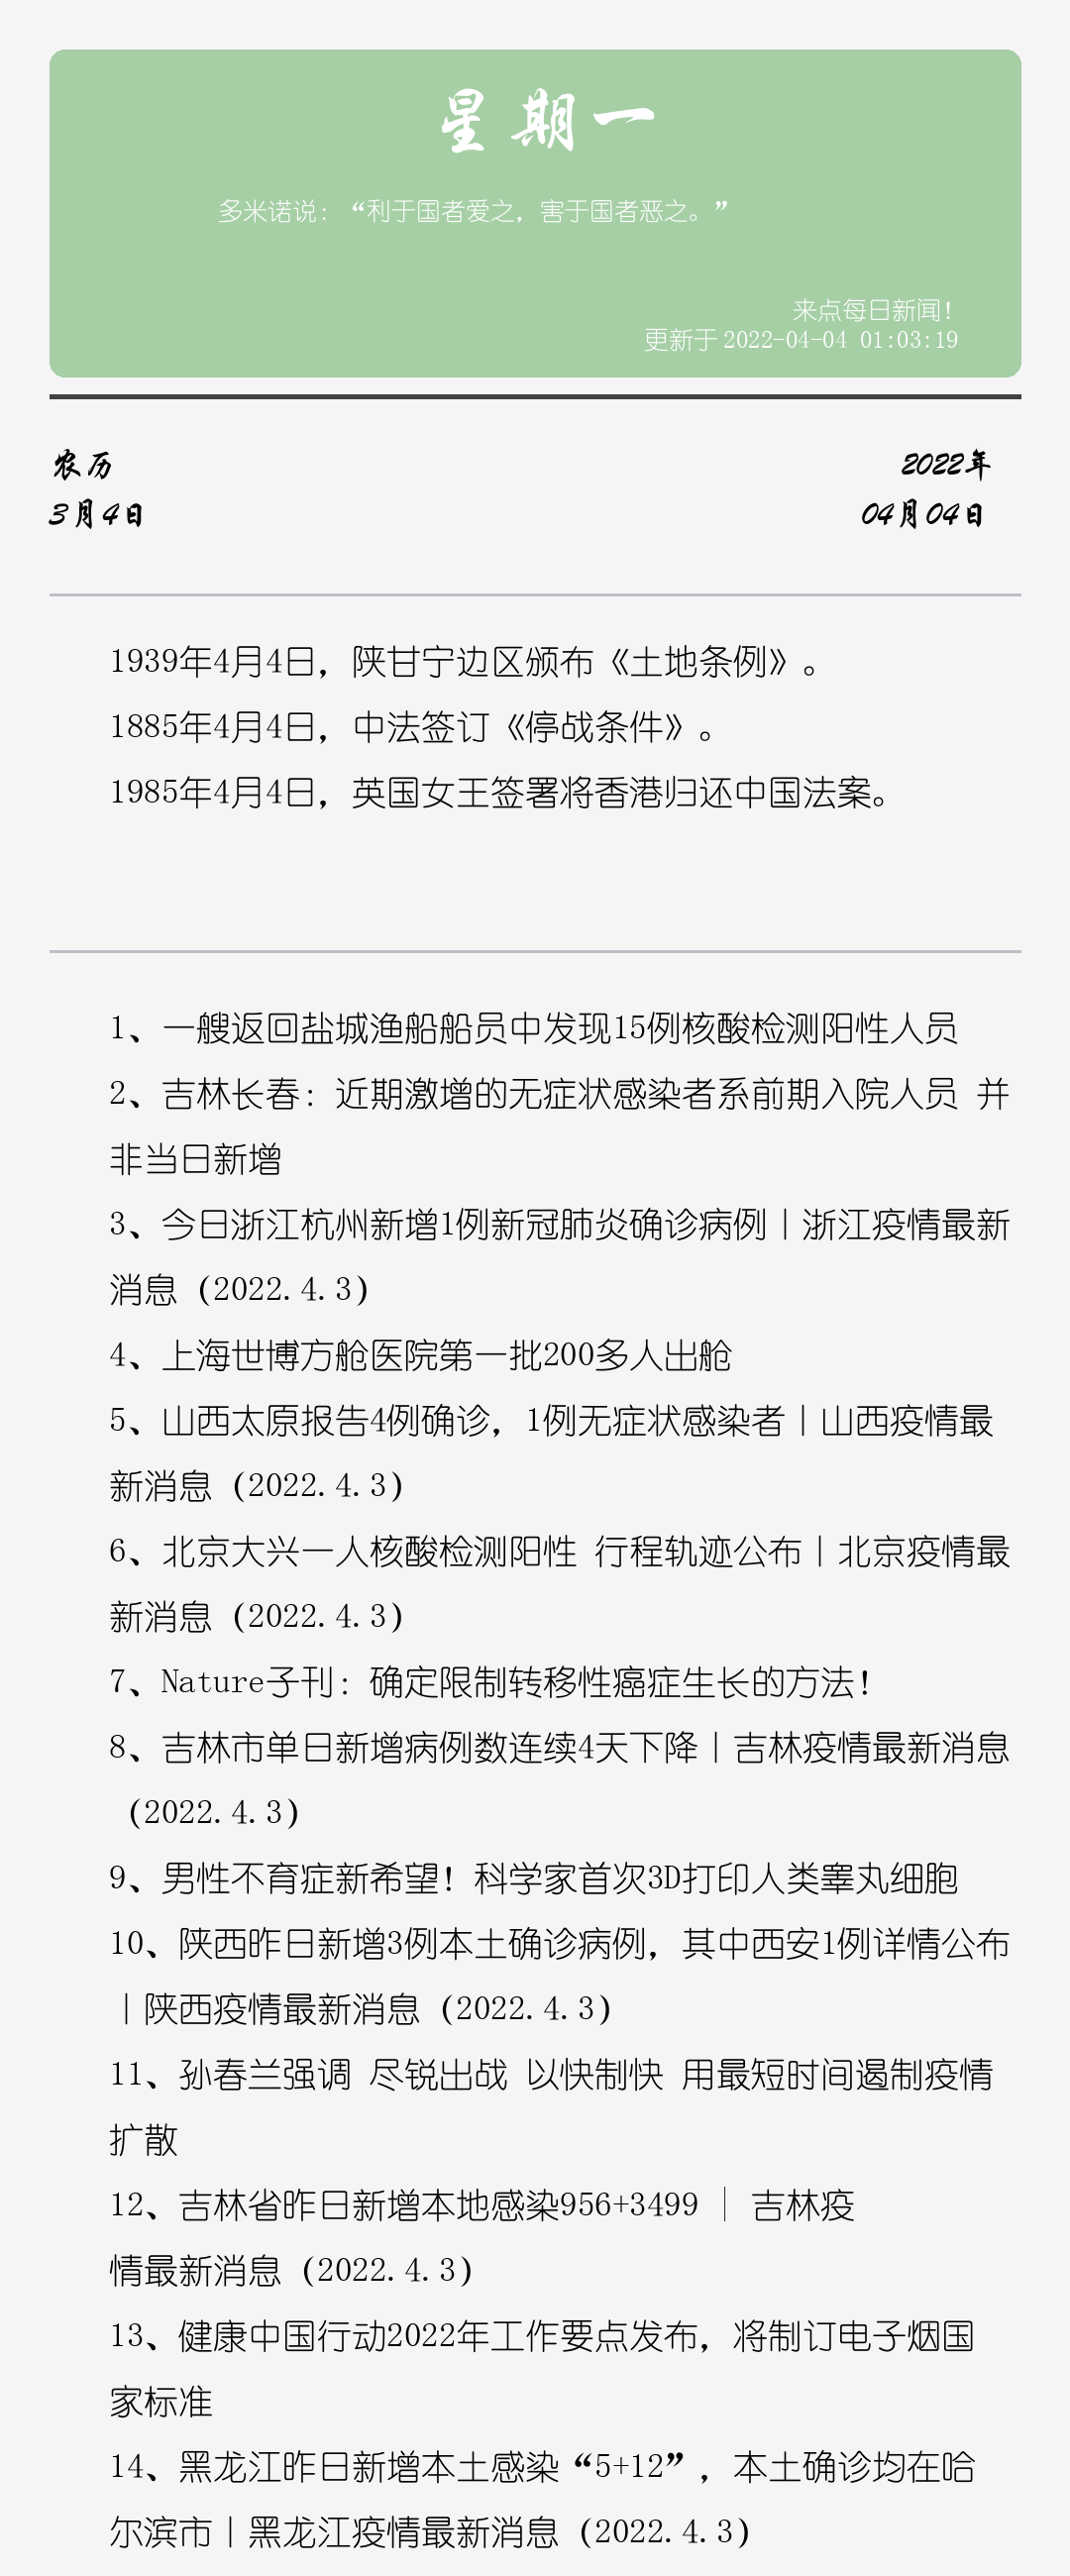 星期一
多米诺说：“利于国者爱之，害于国者恶之。”
来点每日新闻！
更新于 2022-04-04 01:03:19
农历
2022年
3月4日
04月04日
1939年4月4日，陕甘宁边区颁布《土地条例》。
1885年4月4日，中法签订《停战条件》。
1985年4月4日，英国女王签署将香港归还中国法案。
1、一艘返回盐城渔船船员中发现15例核酸检测阳性人员
2、吉林长春：近期激增的无症状感染者系前期入院人员 并
非当日新增
3、今日浙江杭州新增1例新冠肺炎确诊病例丨浙江疫情最新
消息（2022.4.3）
4、上海世博方舱医院第一批200多人出舱
5、山西太原报告4例确诊，1例无症状感染者丨山西疫情最
新消息（2022.4.3）
6、北京大兴一人核酸检测阳性 行程轨迹公布丨北京疫情最
新消息（2022.4.3）
7、Nature子刊：确定限制转移性癌症生长的方法！
8、吉林市单日新增病例数连续4天下降丨吉林疫情最新消息
（2022.4.3）
9、男性不育症新希望！科学家首次3D打印人类睾丸细胞
10、陕西昨日新增3例本土确诊病例，其中西安1例详情公布
丨陕西疫情最新消息（2022.4.3）
11、孙春兰强调 尽锐出战 以快制快 用最短时间遏制疫情
扩散
12、吉林省昨日新增本地感染956+3499 │ 吉林疫
情最新消息（2022.4.3）
13、健康中国行动2022年工作要点发布，将制订电子烟国
家标准
14、黑龙江昨日新增本土感染“5+12”，本土确诊均在哈
尔滨市丨黑龙江疫情最新消息（2022.4.3）